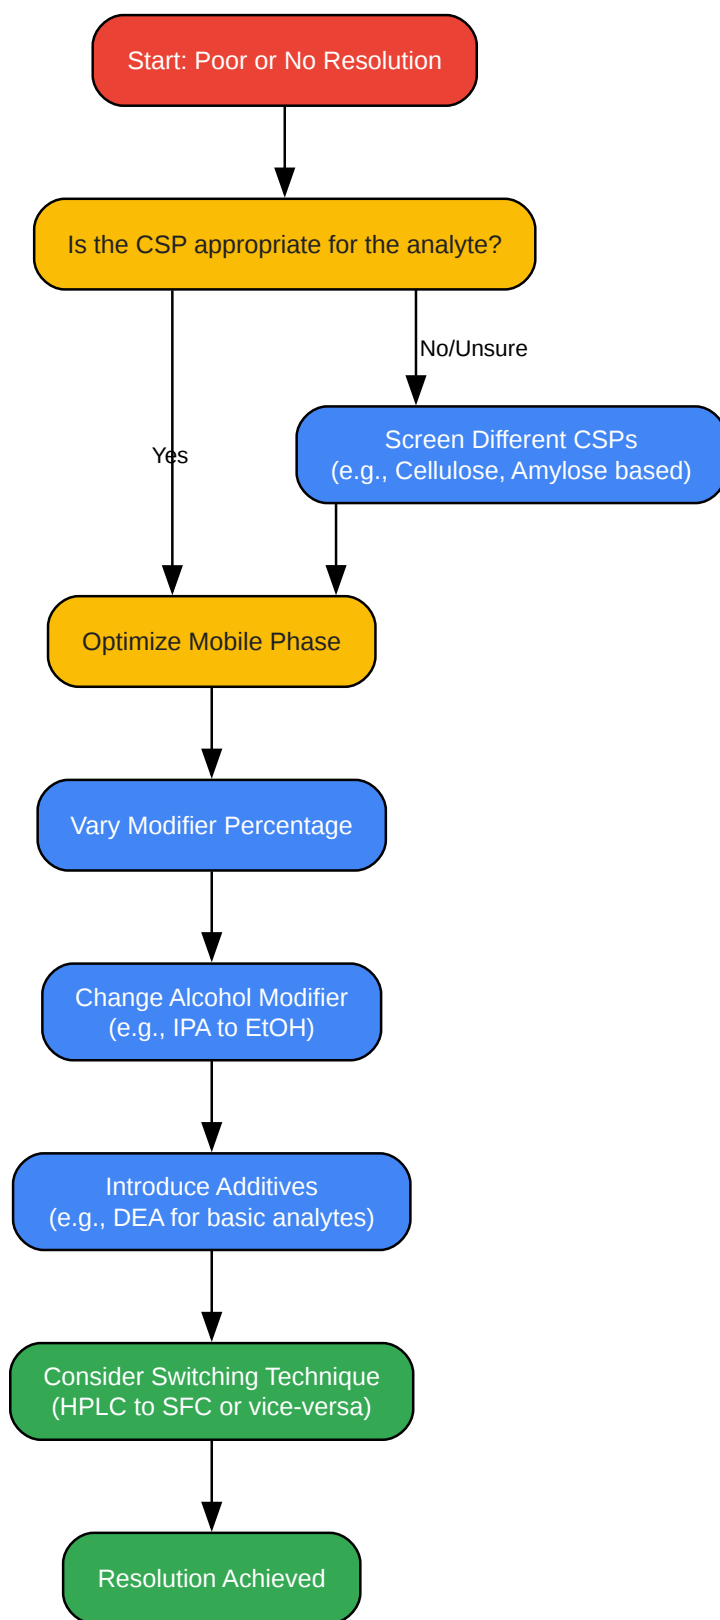 Start: Poor or No Resolution
Is the CSP appropriate for the analyte?
No/Unsure
Screen Different CSPs
(e.g., Cellulose, Amylose based)
Yes
Optimize Mobile Phase
Vary Modifier Percentage
Change Alcohol Modifier
(e.g., IPA to EtOH)
Introduce Additives
(e.g., DEA for basic analytes)
Consider Switching Technique
(HPLC to SFC or vice-versa)
Resolution Achieved